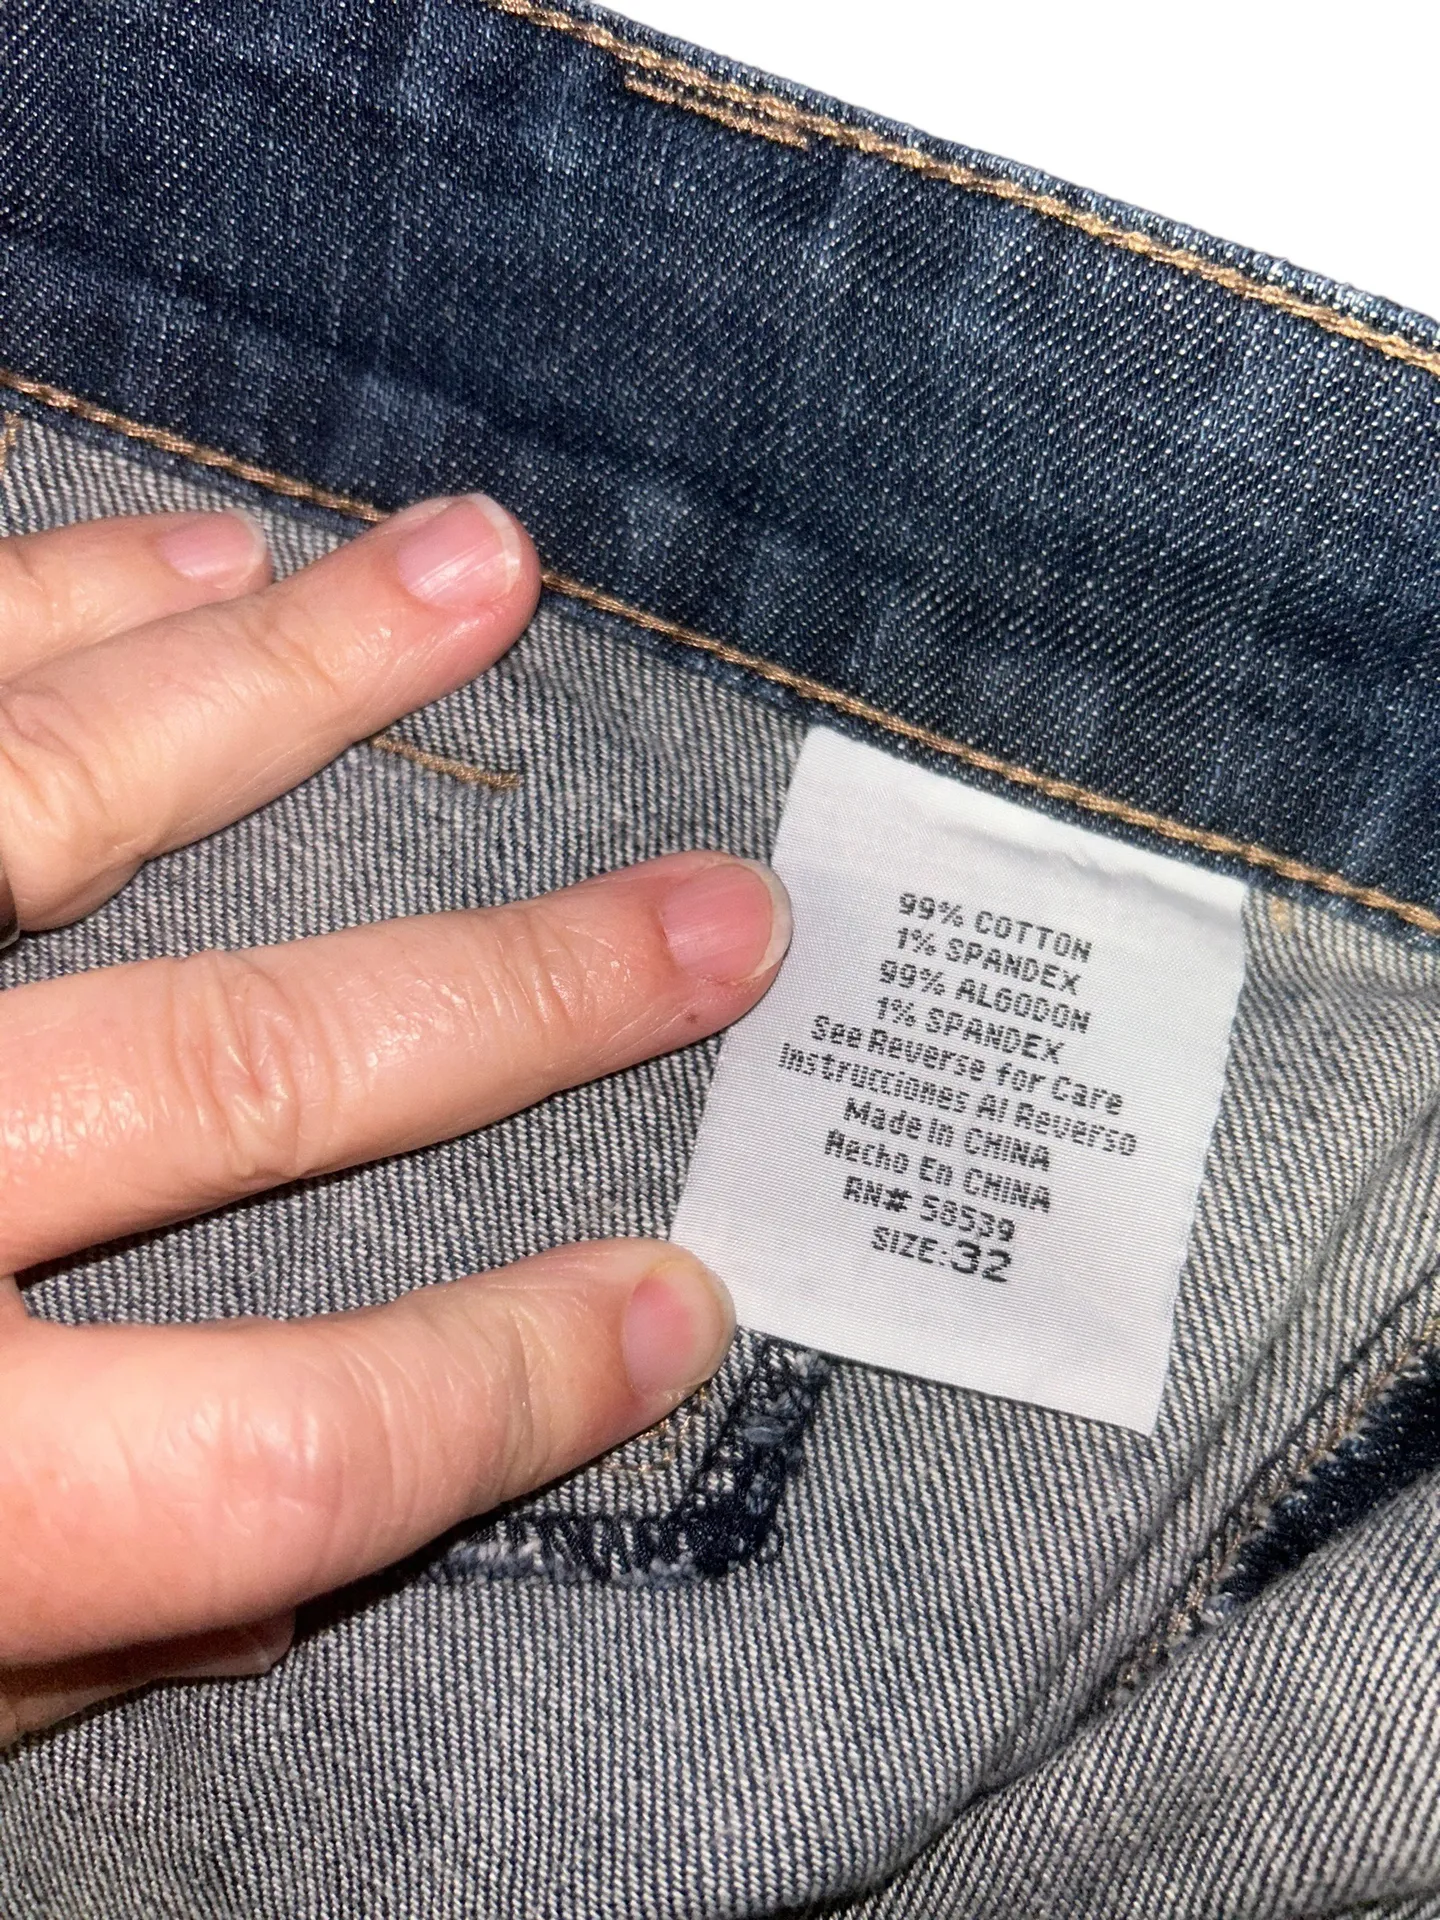 99% COTTON
1% SPANDEX
99% ALGODON
1% SPANDEX
See Reverse for Care
Instrucciones Al Reverso
Made in CHINA
Hecho En CHINA
RN# 58539
SIZE: 32